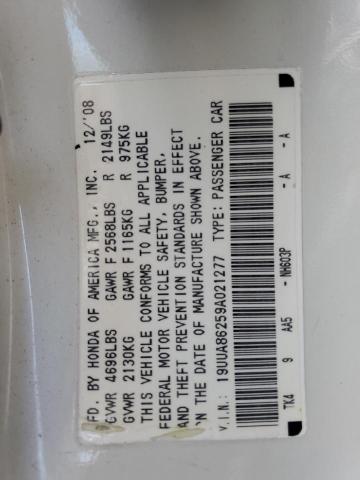 FD. BY HONDA OF AMERICA MFG., INC. 12/'08
GVWR 4696LBS GAWR F 2568LBS R 2149LBS
GVWR 2130KG GAWR F 1165KG R 975KG
THIS VEHICLE CONFORMS TO ALL APPLICABLE
FEDERAL MOTOR VEHICLE SAFETY, BUMPER,
AND THEFT PREVENTION STANDARDS IN EFFECT
ON THE DATE OF MANUFACTURE SHOWN ABOVE.
V.I.N.: 19UUA86259A021277 TYPE: PASSENGER CAR
TK4 9 AA5 - NH603P - A - A